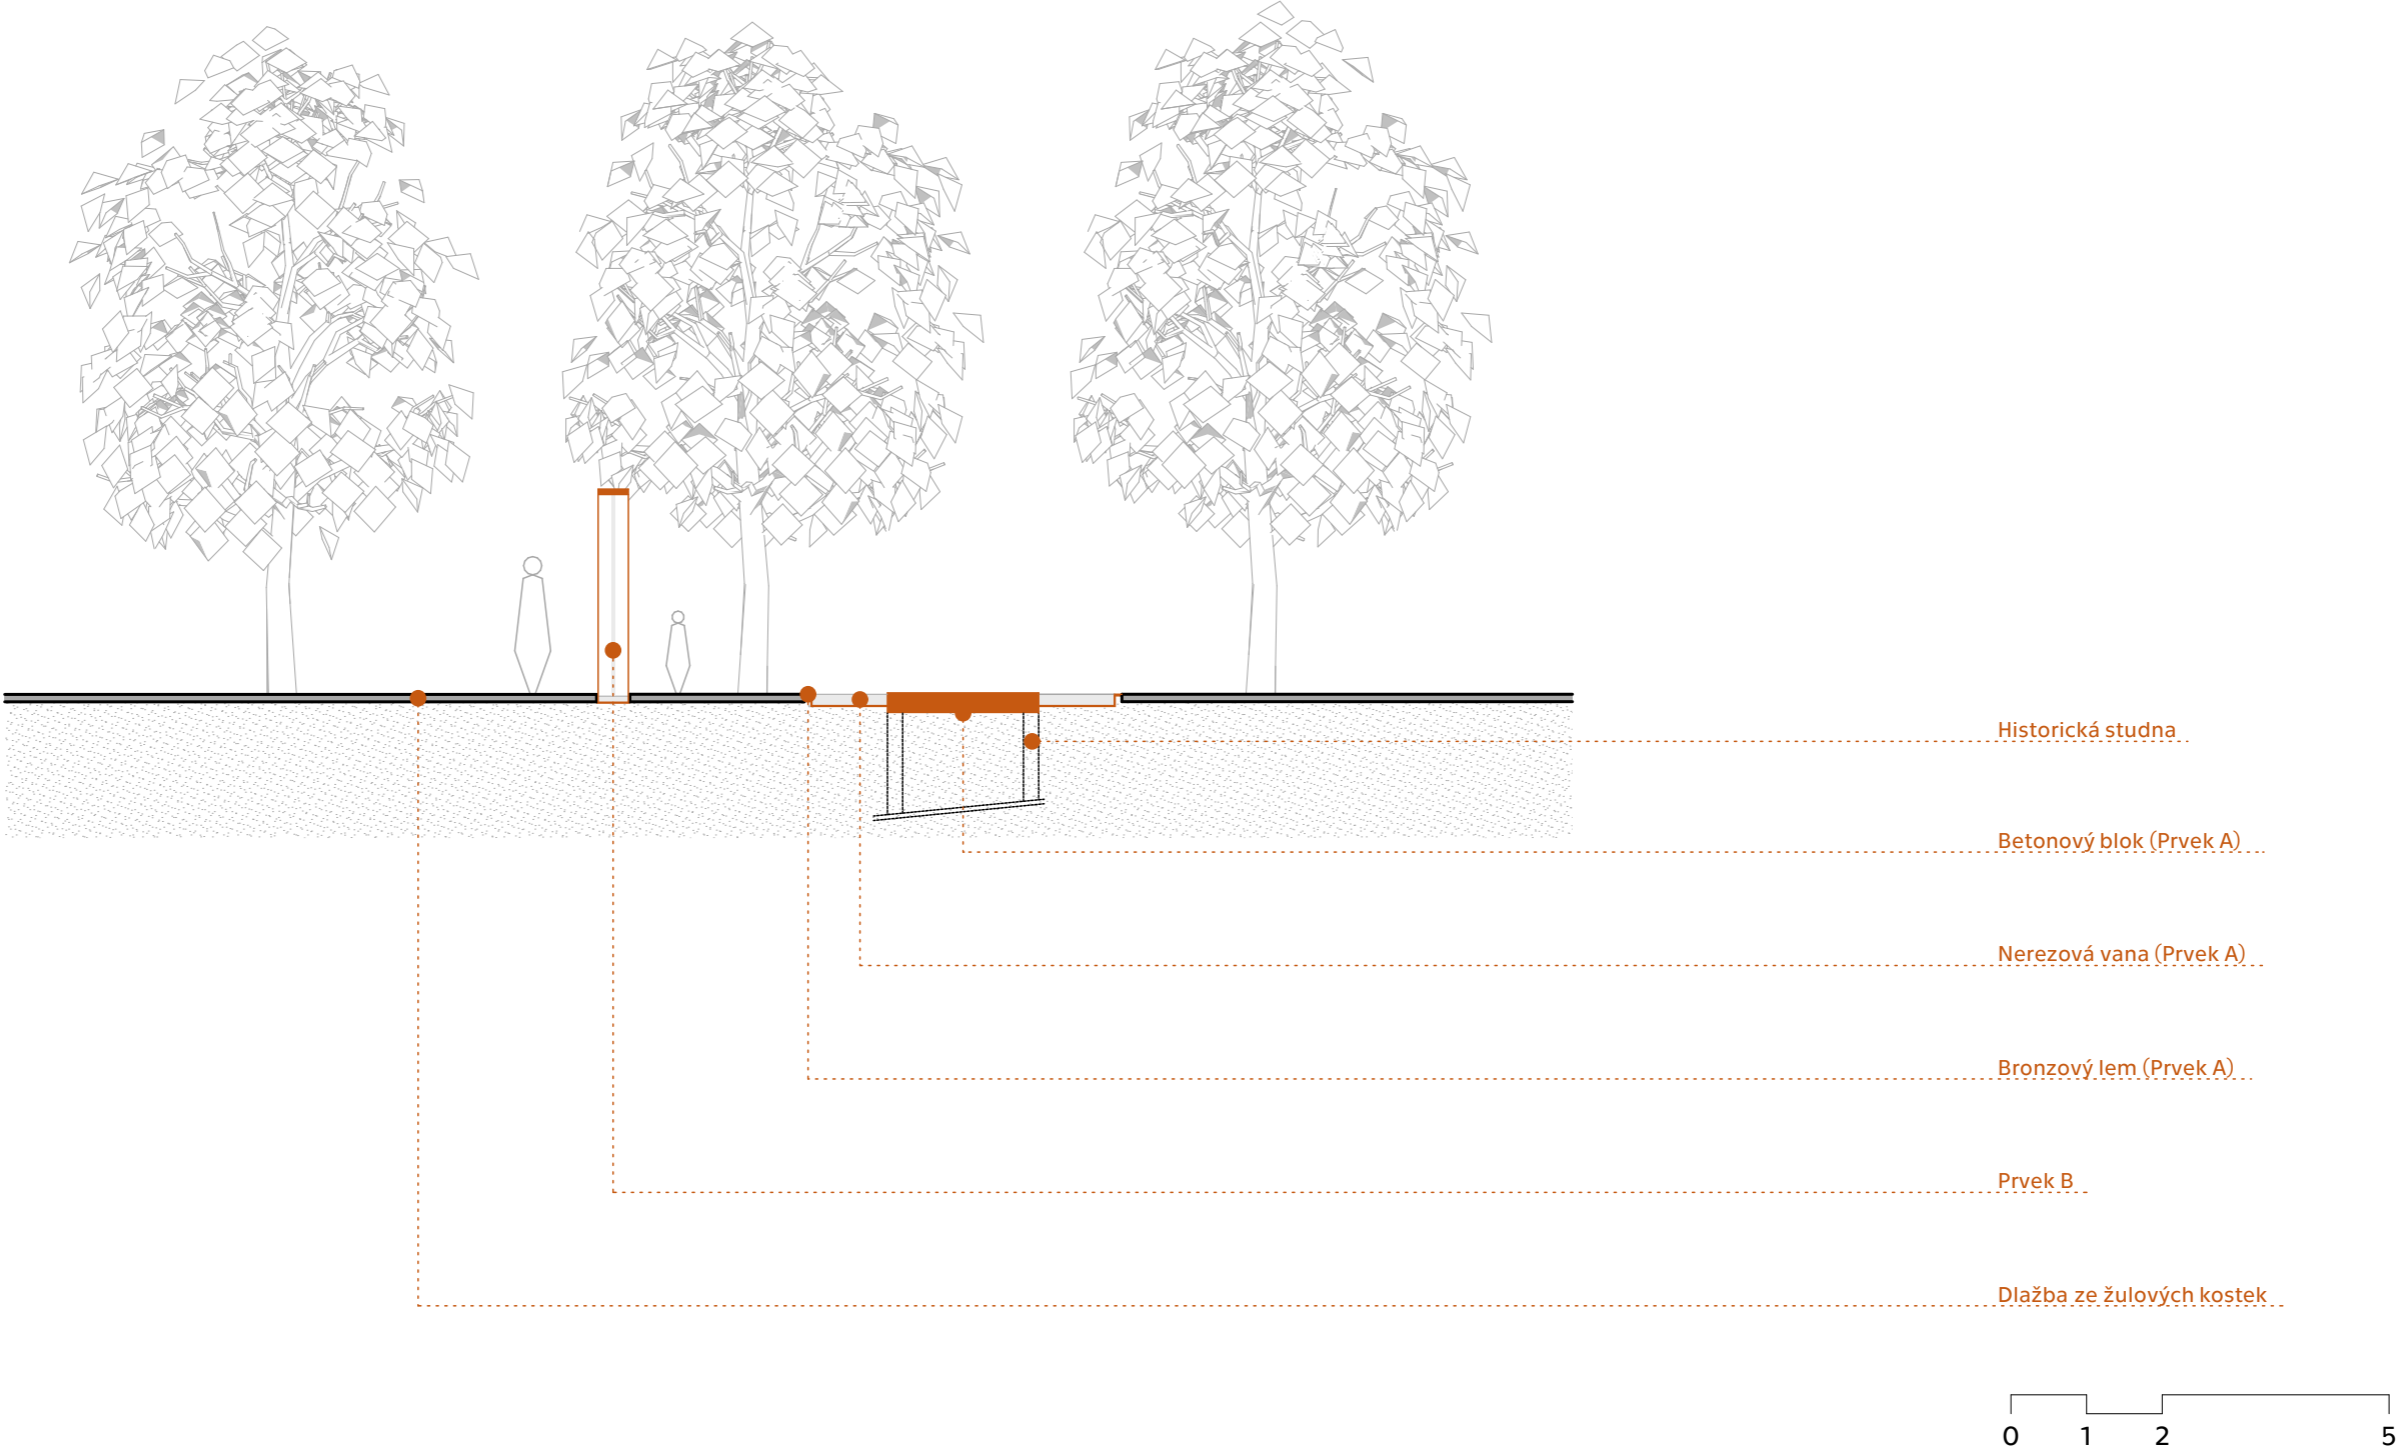 Historická studna
Betonový blok (Prvek A)
Nerezová vana (Prvek A)
Bronzový lem (Prvek A)
Prvek B
Dlažba ze žulových kostek
0 1 2 5